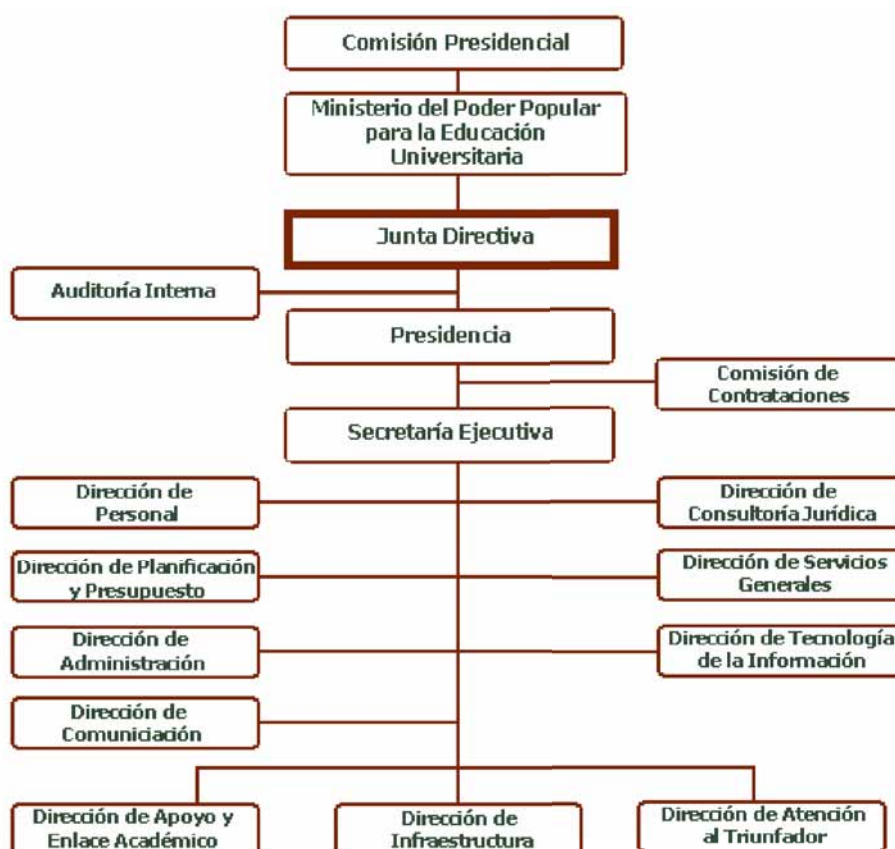 Comisión Presidencial
Ministerio del Poder Popular
para la Educación
Universitaria
Junta Directiva
Auditoría Interna
Presidencia
Comisión de
Contrataciones
Secretaría Ejecutiva
Dirección de
Personal
Dirección de
Consultoría Jurídica
Dirección de Planificación
y Presupuesto
Dirección de Servicios
Generales
Dirección de
Administración
Dirección de Tecnología
de la Información
Dirección de
Comuniciación
Dirección de Apoyo y
Enlace Académico
Dirección de
Infraestructura
Dirección de Atención
al Triunfador